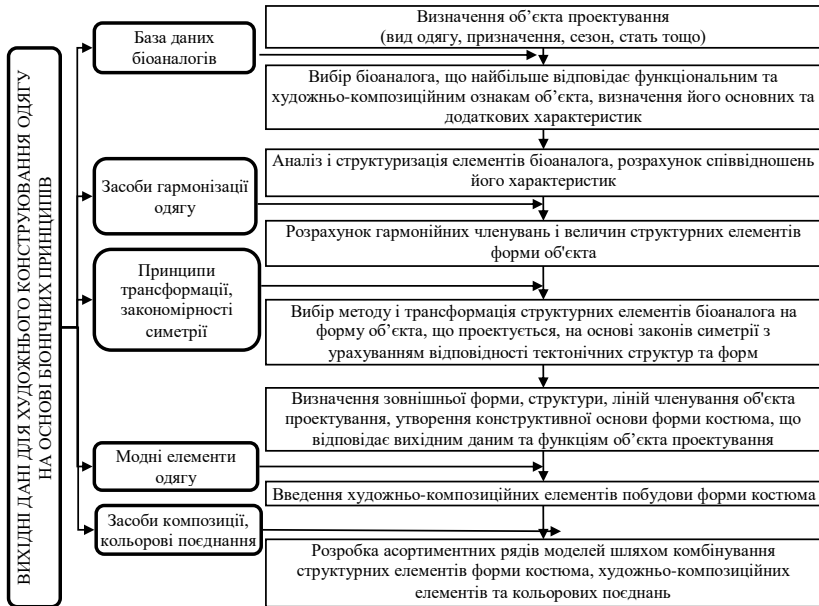 ВИХІДНІ ДАНІ ДЛЯ ХУДОЖНЬОГО КОНСТРУЮВАННЯ ОДЯГУ
НА ОСНОВІ БІОНІЧНИХ ПРИНЦИПІВ
База даних
біоаналогів
Засоби гармонізації
одягу
Принципи
трансформації,
закономірності
симетрії
Модні елементи
одягу
Засоби композиції,
кольорові поєднання
Визначення об’єкта проектування
(вид одягу, призначення, сезон, стать тощо)
Вибір біоаналога, що найбільше відповідає функціональним та
художньо-композиційним ознакам об’єкта, визначення його основних та
додаткових характеристик
Аналіз і структуризація елементів біоаналога, розрахунок співвідношень
його характеристик
Розрахунок гармонійних членувань і величин структурних елементів
форми об'єкта
Вибір методу і трансформація структурних елементів біоаналога на
форму об’єкта, що проектується, на основі законів симетрії з
урахуванням відповідності тектонічних структур та форм
Визначення зовнішньої форми, структури, ліній членування об'єкта
проектування, утворення конструктивної основи форми костюма, що
відповідає вихідним даним та функціям об’єкта проектування
Введення художньо-композиційних елементів побудови форми костюма
Розробка асортиментних рядів моделей шляхом комбінування
структурних елементів форми костюма, художньо-композиційних
елементів та кольорових поєднань